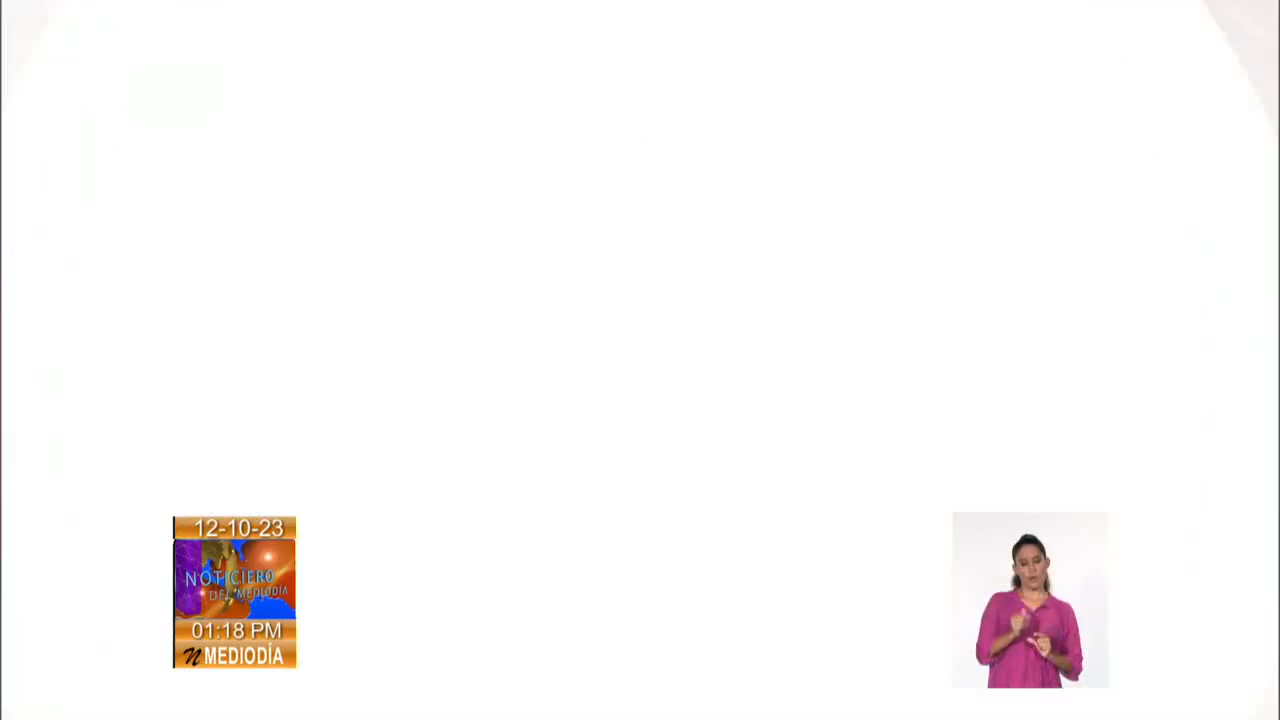 12-10-23
NOTICIERO
DEL MEDIODÍA
01:18 PM
n MEDIODÍA